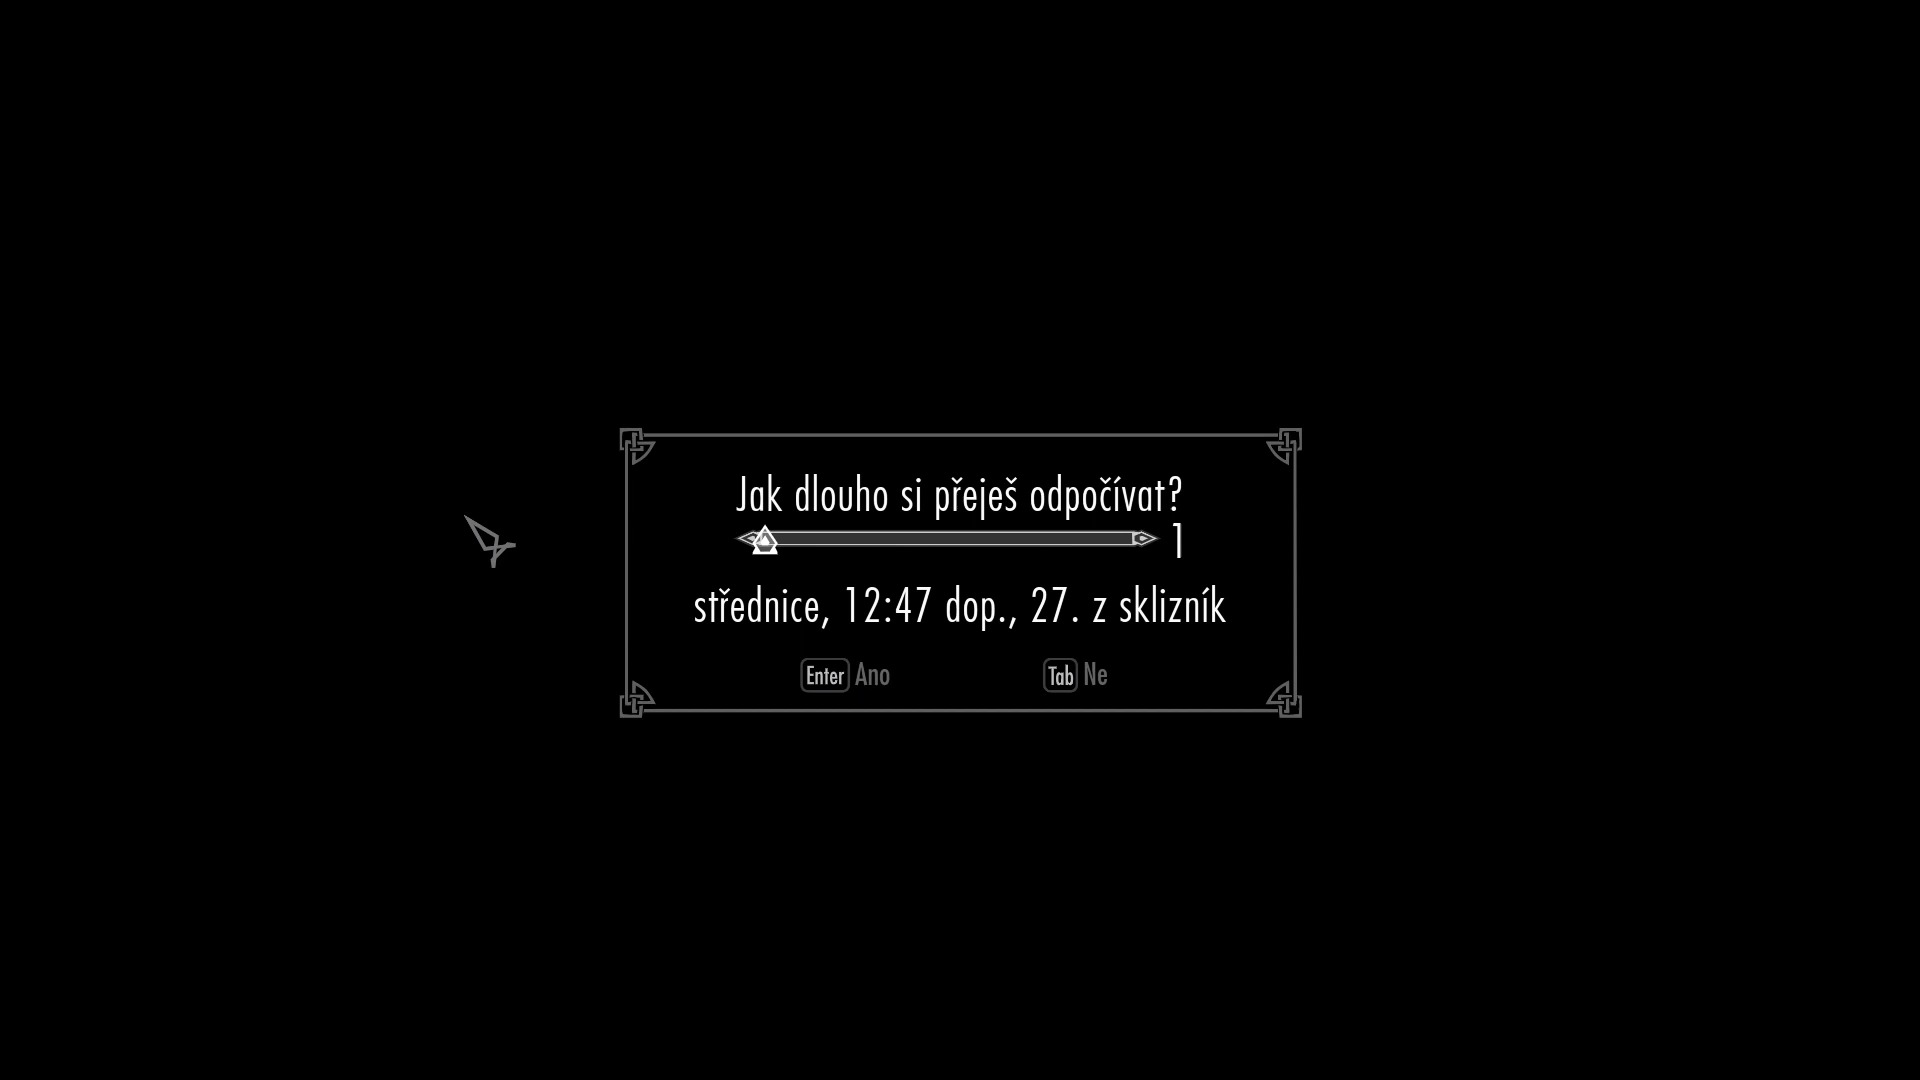 Jak dlouho si přeješ odpočívat?
1
střednice, 12:47 dop., 27. z sklizník
Enter Ano
Tab Ne